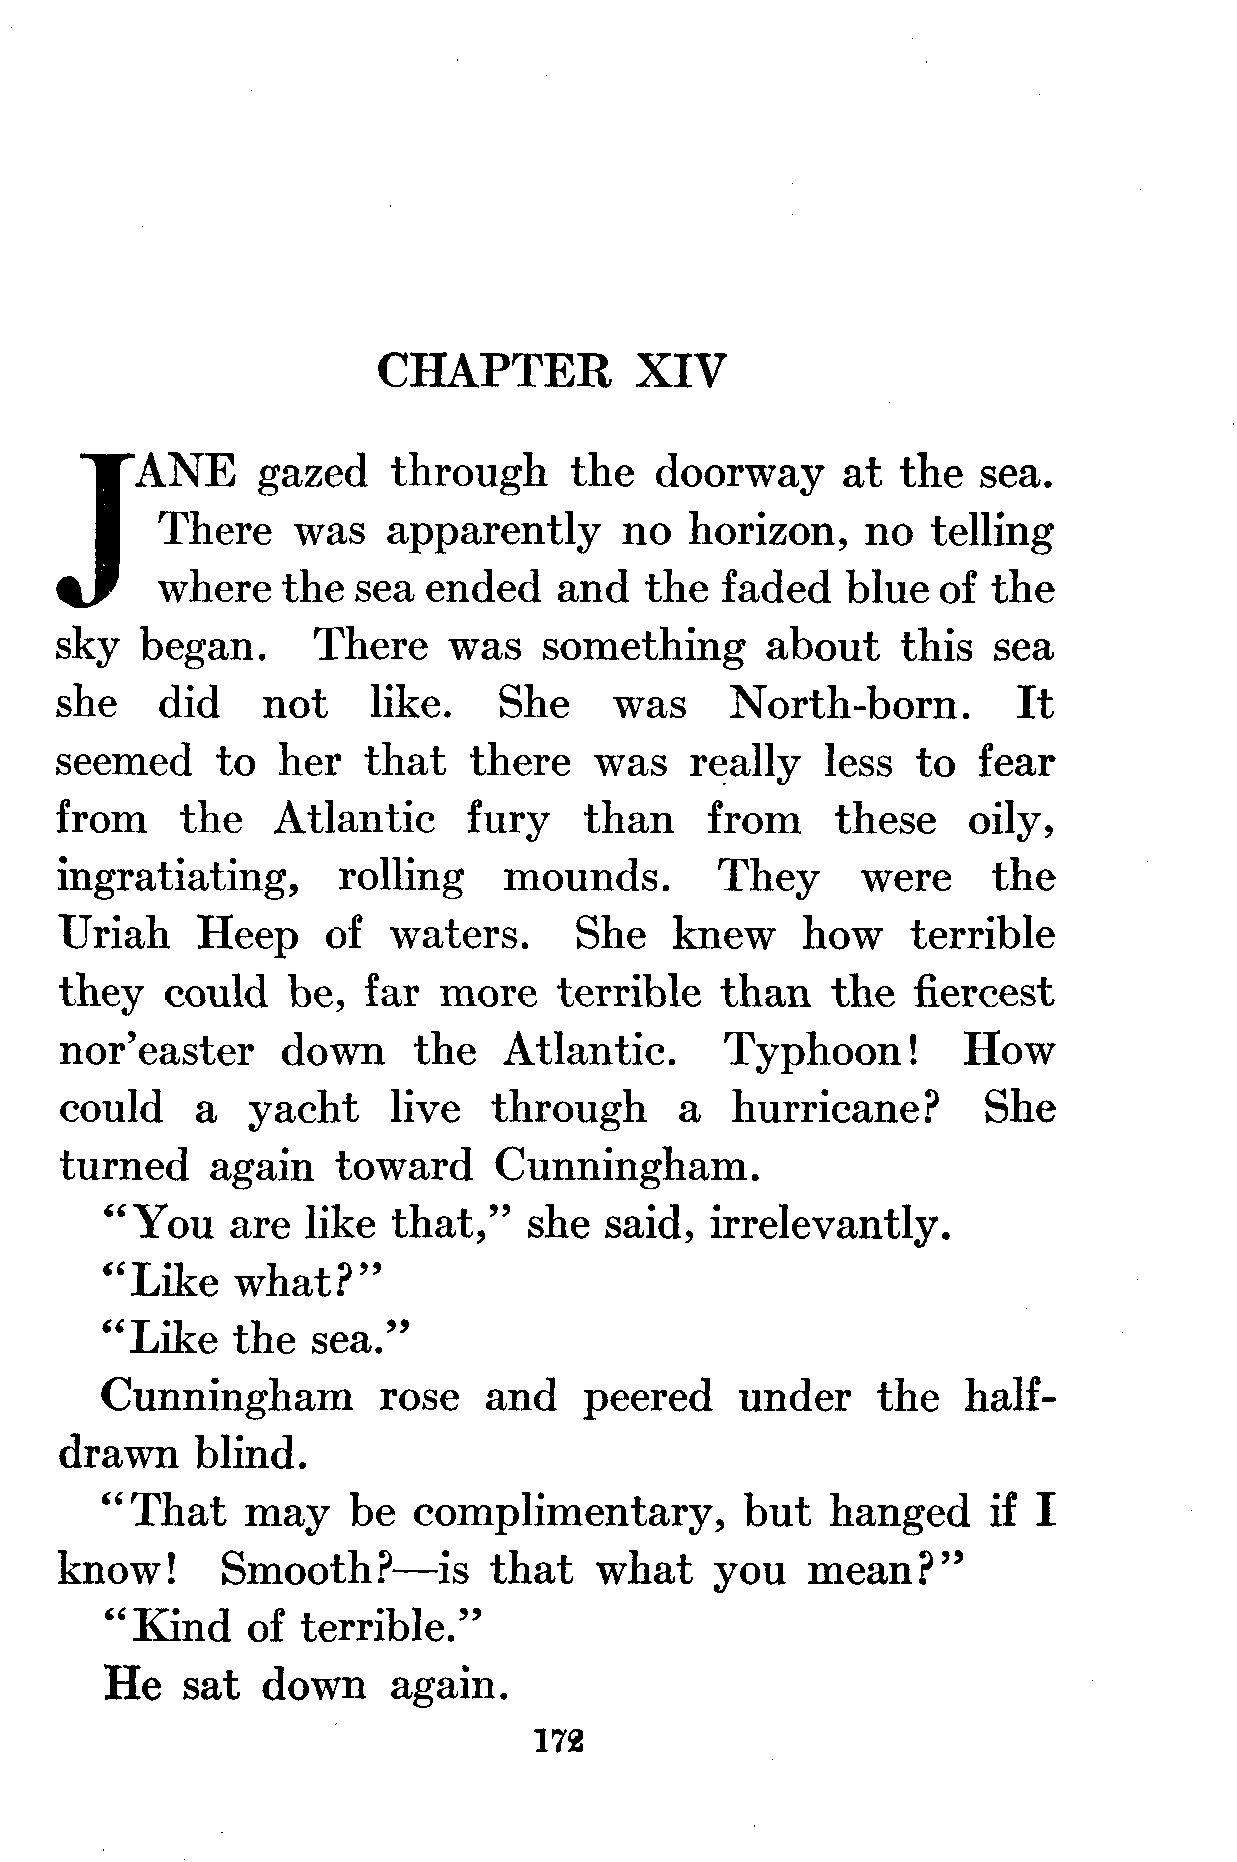 CHAPTER XIV
JANE gazed through the doorway at the sea.
There was apparently no horizon, no telling
where the sea ended and the faded blue of the
sky began. There was something about this sea
she did not like. She was North-born. It
seemed to her that there was really less to fear
from the Atlantic fury than from these oily,
ingratiating, rolling mounds. They were the
Uriah Heep of waters. She knew how terrible
they could be, far more terrible than the fiercest
nor’easter down the Atlantic. Typhoon! How
could a yacht live through a hurricane? She
turned again toward Cunningham.
“You are like that,” she said, irrelevantly.
“Like what?”
“Like the sea.”
Cunningham rose and peered under the half-
drawn blind.
“That may be complimentary, but hanged if I
know! Smooth?—is that what you mean?”
“Kind of terrible.”
He sat down again.
172